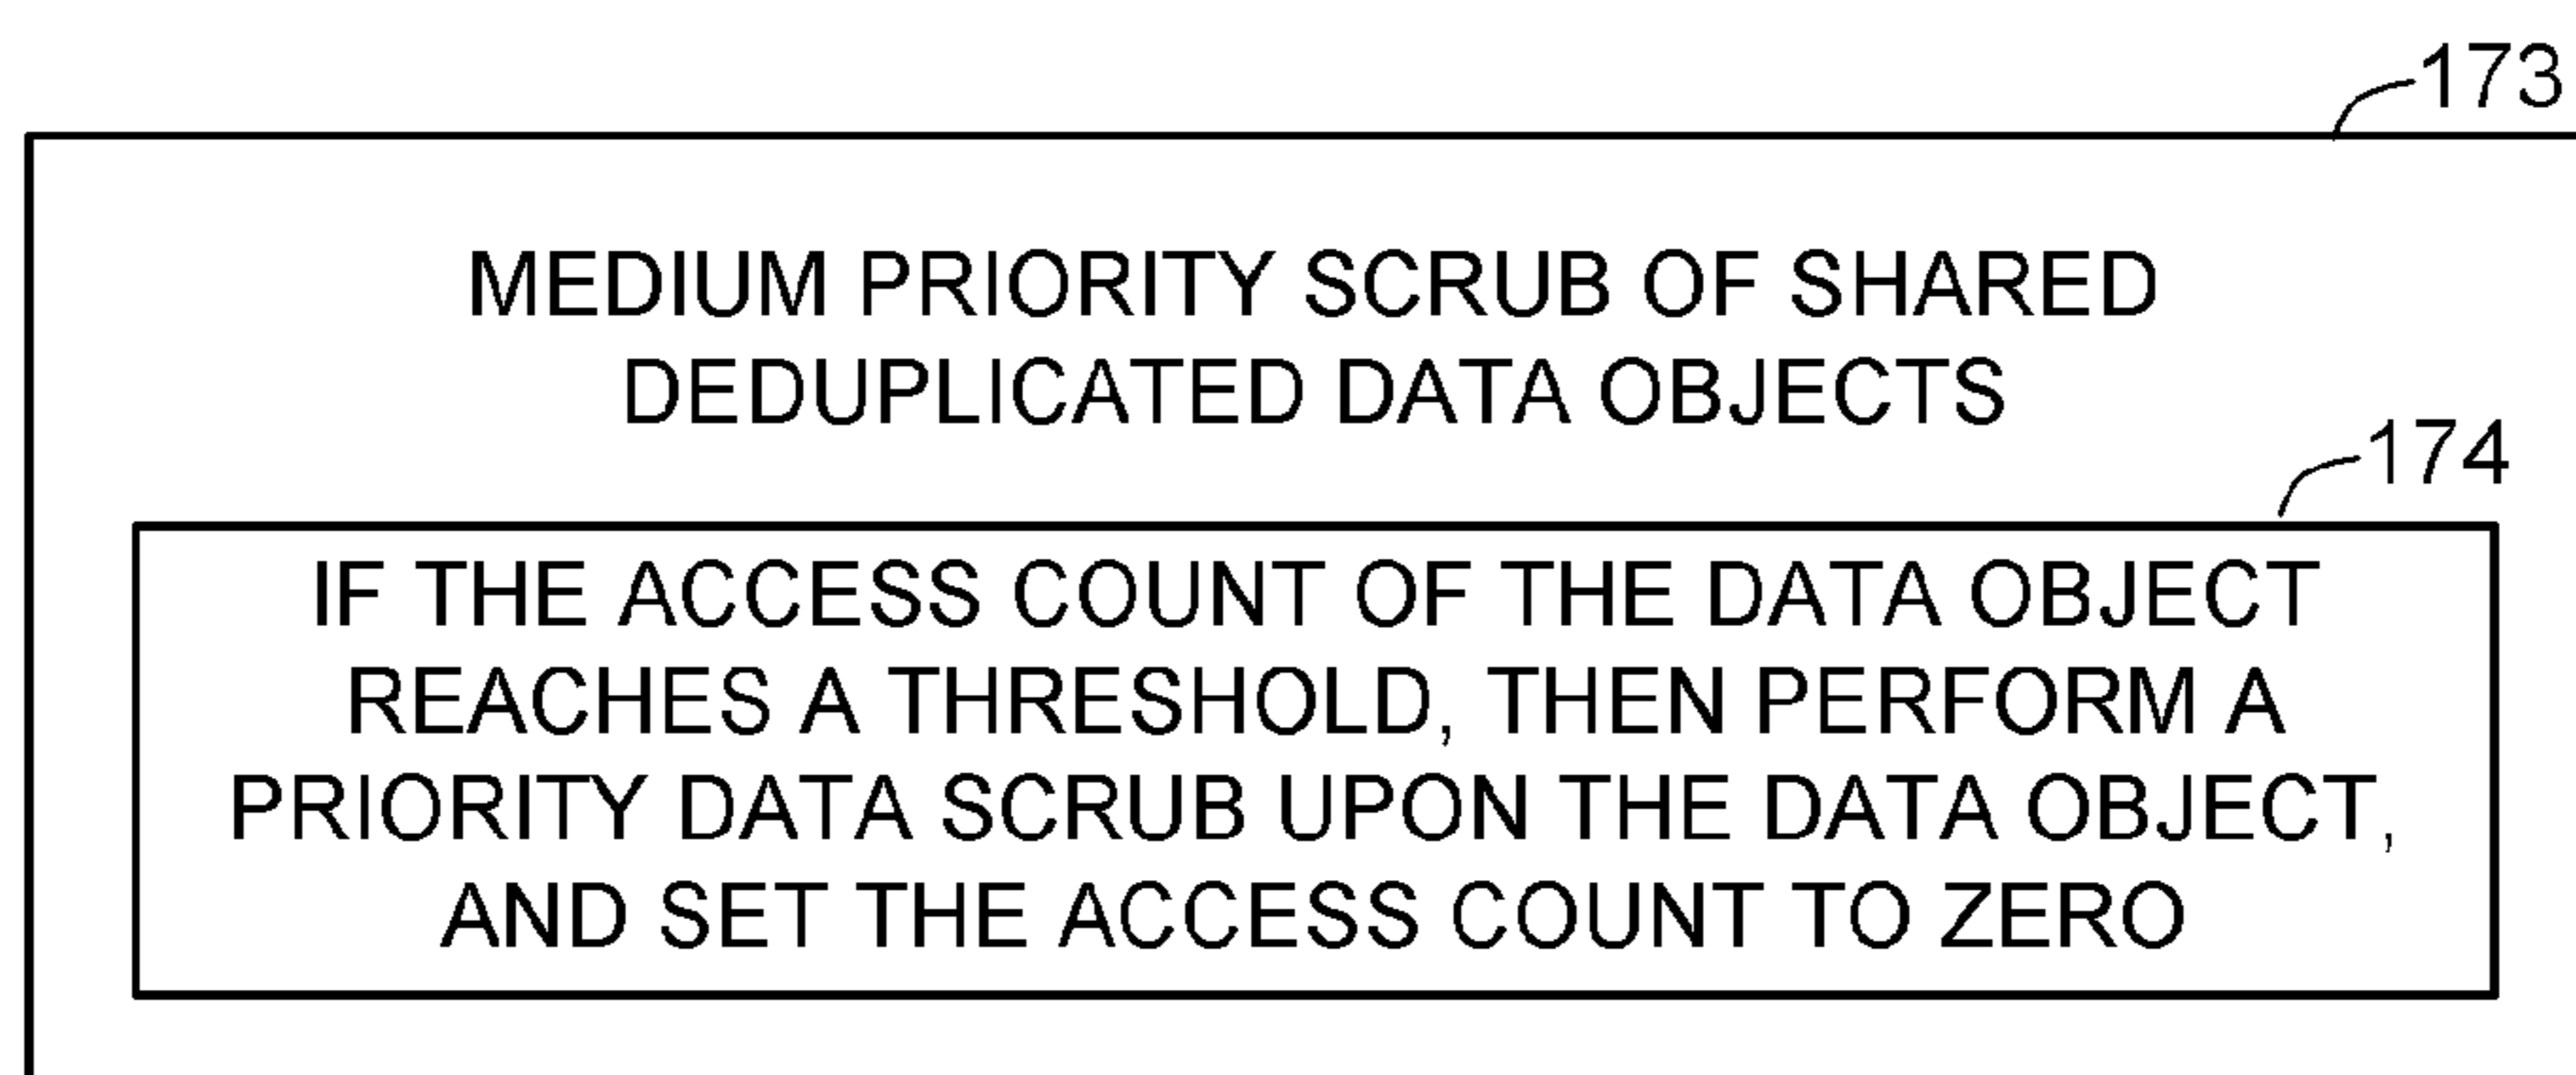 173
MEDIUM PRIORITY SCRUB OF SHARED
DEDUPLICATED DATA OBJECTS
174
IF THE ACCESS COUNT OF THE DATA OBJECT
REACHES A THRESHOLD, THEN PERFORM A
PRIORITY DATA SCRUB UPON THE DATA OBJECT,
AND SET THE ACCESS COUNT TO ZERO